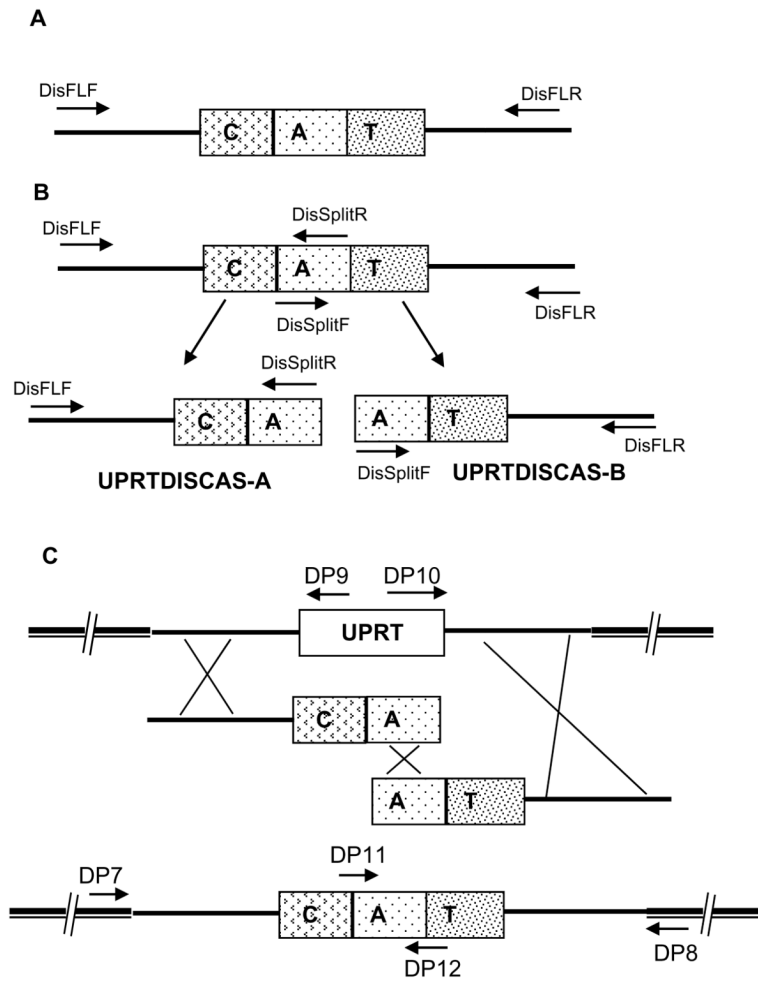 A
DisFLF
DisFLR
C A T
B
DisFLF
DisSplitR
C A T
DisSplitF
DisFLR
DisFLF
DisSplitR
C A
A T
DisSplitF
DisFLR
UPRTDISCAS-A
UPRTDISCAS-B
C
DP9 DP10
UPRT
C A
A T
DP7
DP11
C A T
DP12
DP8